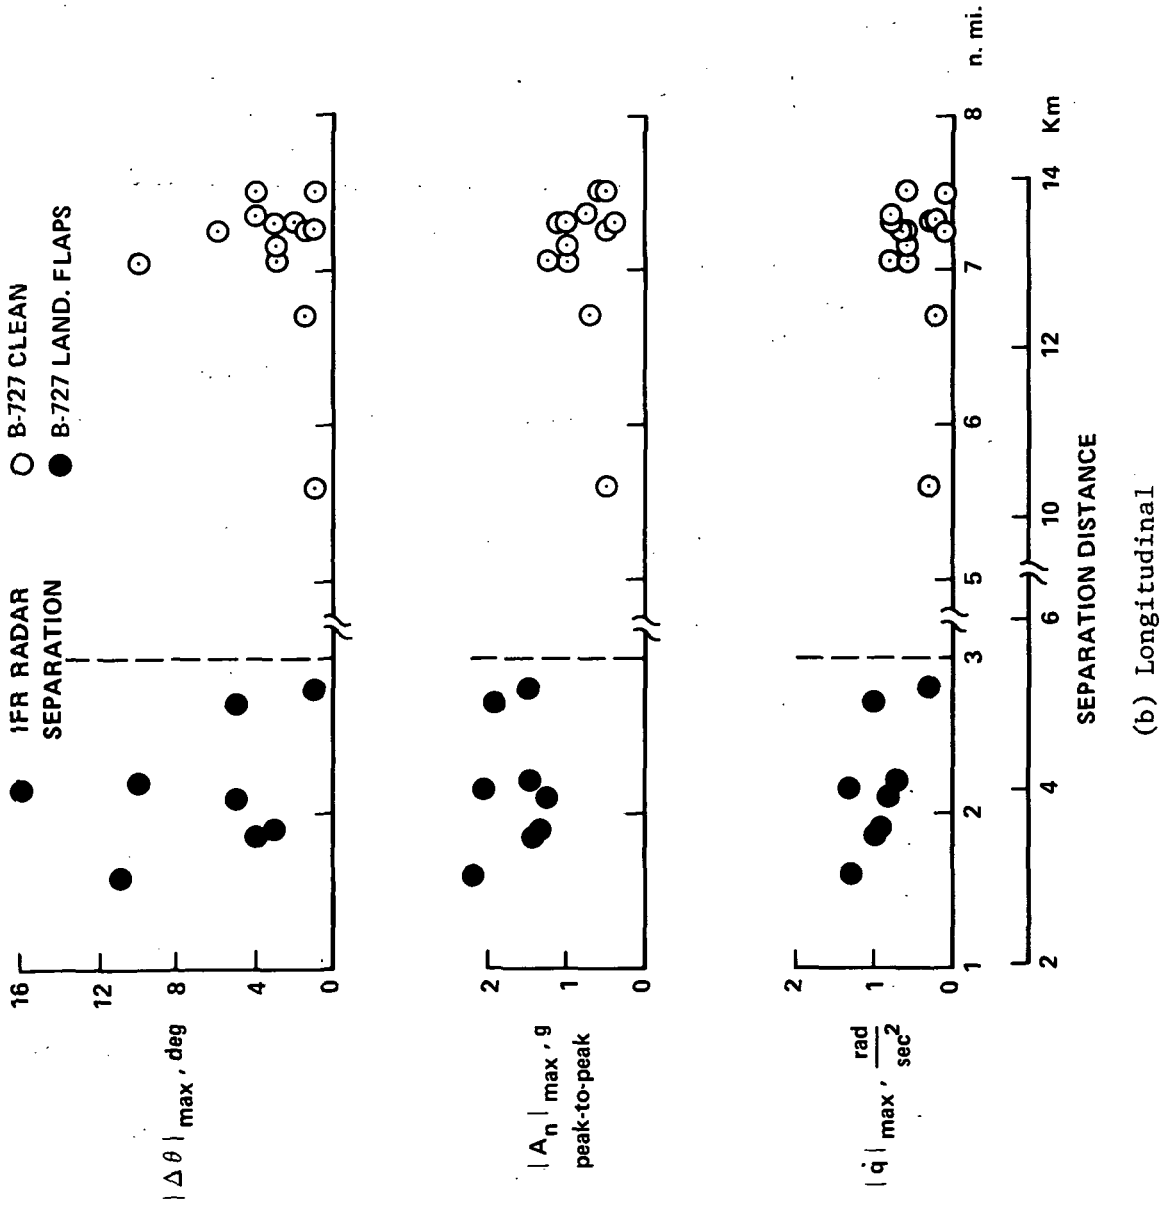 ○ B-727 CLEAN
● B-727 LAND. FLAPS
IFR RADAR
SEPARATION
|Δθ|max, deg
16
12
8
4
0
|An|max, g
peak-to-peak
2
1
0
|q̇|max, rad/sec²
2
1
0
1 2 3 5 6 7 8 n. mi.
2 4 6 10 12 14 Km
SEPARATION DISTANCE
(b) Longitudinal